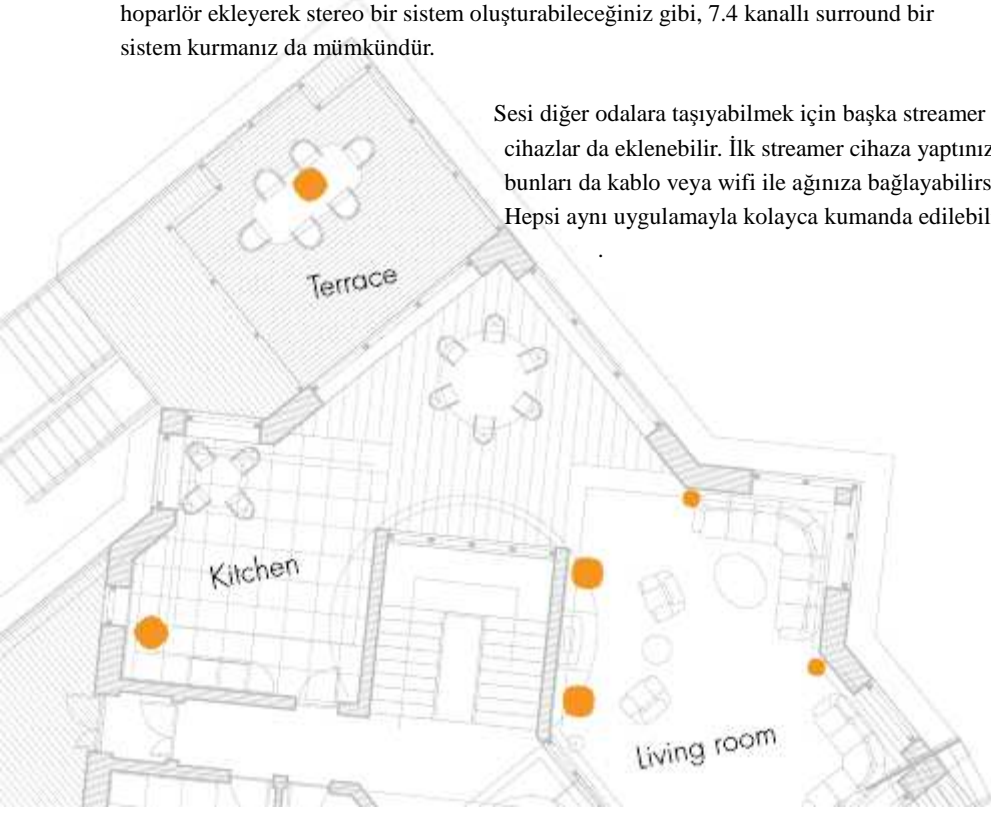 hoparlör ekleyerek stereo bir sistem oluşturabileceğiniz gibi, 7.4 kanallı surround bir
sistem kurmanız da mümkündür.
Sesi diğer odalara taşıyabilmek için başka streamer
cihazlar da eklenebilir. İlk streamer cihaza yaptınız
bunları da kablo veya wifi ile ağınıza bağlayabilirs
Hepsi aynı uygulamayla kolayca kumanda edilebil
.
Terrace
Kitchen
Living room